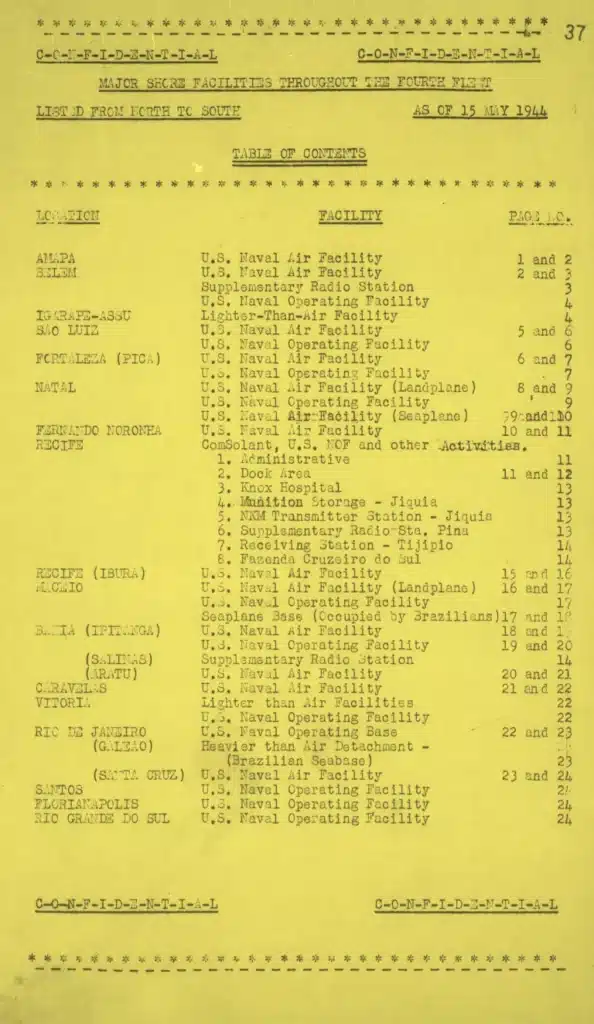 * * * * * * * * * * * * * * * * * * * * * * * * * * * * *
37
C-O-N-F-I-D-E-N-T-I-A-L C-O-N-F-I-D-E-N-T-I-A-L
MAJOR SHORE FACILITIES THROUGHOUT THE FOURTH FLEET
LISTED FROM NORTH TO SOUTH AS OF 15 MAY 1944
TABLE OF CONTENTS
* * * * * * * * * * * * * * * * * * * * * * * * * * * * * *
LOCATION FACILITY PAGE NO.
AMAPA U.S. Naval Air Facility 1 and 2
BELEM U.S. Naval Air Facility 2 and 3
Supplementary Radio Station 3
U.S. Naval Operating Facility 4
IGARAPE-ASSU Lighter-Than-Air Facility 4
SAO LUIZ U.S. Naval Air Facility 5 and 6
U.S. Naval Operating Facility 6
FORTALEZA (PICA) U.S. Naval Air Facility 6 and 7
U.S. Naval Operating Facility 7
NATAL U.S. Naval Air Facility (Landplane) 8 and 9
U.S. Naval Operating Facility 9
U.S. Naval Air Facility (Seaplane) 9 and 10
FERNANDO NORONHA U.S. Naval Air Facility 10 and 11
RECIFE ComSolant, U.S. NOF and other Activities.
1. Administrative 11
2. Dock Area 11 and 12
3. Knox Hospital 13
4. Munition Storage - Jiquia 13
5. NKM Transmitter Station - Jiquia 13
6. Supplementary Radio Sta. Pina 13
7. Receiving Station - Tijipio 14
8. Fazenda Cruzeiro do Sul 14
RECIFE (IBURA) U.S. Naval Air Facility 15 and 16
MACEIO U.S. Naval Air Facility (Landplane) 16 and 17
U.S. Naval Operating Facility 17
Seaplane Base (Occupied by Brazilians) 17 and 18
BAHIA (IPITANGA) U.S. Naval Air Facility 18 and
U.S. Naval Operating Facility 19 and 20
(SALINAS) Supplementary Radio Station 14
(ARATU) U.S. Naval Air Facility 20 and 21
CARAVELAS U.S. Naval Air Facility 21 and 22
VITORIA Lighter than Air Facilities 22
U.S. Naval Operating Facility 22
RIO DE JANEIRO U.S. Naval Operating Base 22 and 23
(GALEAO) Heavier than Air Detachment -
(Brazilian Seabase) 23
(SANTA CRUZ) U.S. Naval Air Facility 23 and 24
SANTOS U.S. Naval Operating Facility
FLORIANAPOLIS U.S. Naval Operating Facility 24
RIO GRANDE DO SUL U.S. Naval Operating Facility 24
C-O-N-F-I-D-E-N-T-I-A-L C-O-N-F-I-D-E-N-T-I-A-L
* * * * * * * * * * * * * * * * * * * * * * * * * * * * * *